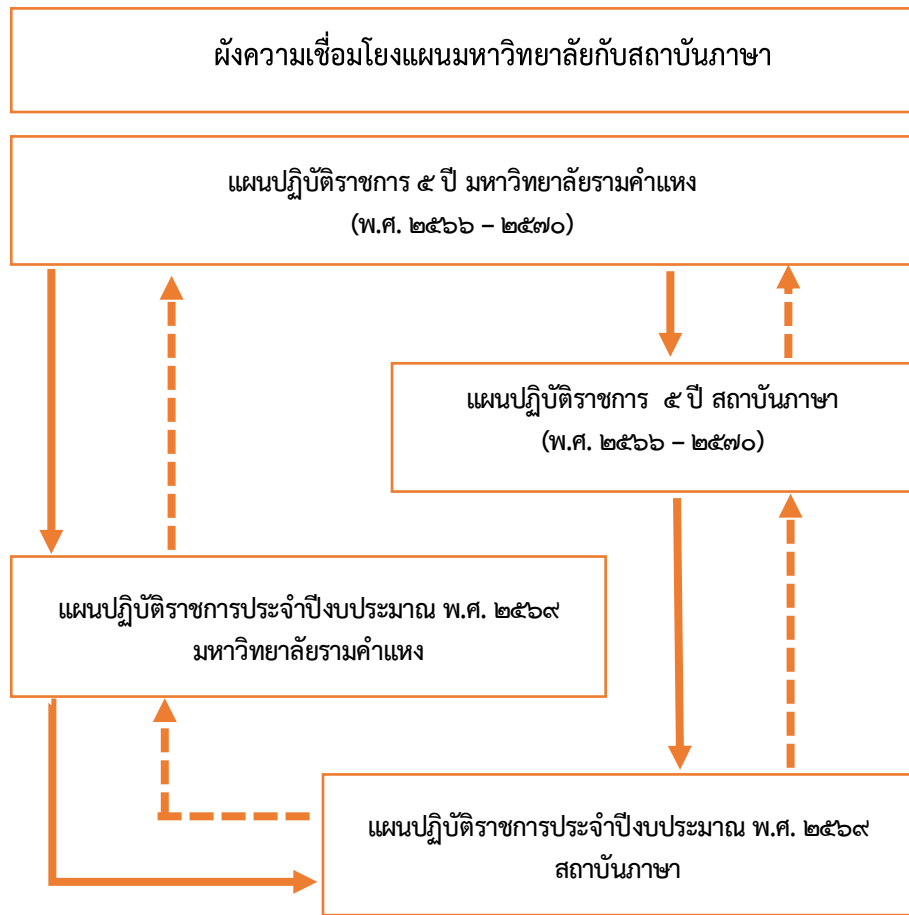 ผังความเชื่อมโยงแผนมหาวิทยาลัยกับสถาบันภาษา
แผนปฏิบัติราชการ ๕ ปี มหาวิทยาลัยรามคำแหง
(พ.ศ. ๒๕๖๖ – ๒๕๗๐)
แผนปฏิบัติราชการ ๕ ปี สถาบันภาษา
(พ.ศ. ๒๕๖๖ – ๒๕๗๐)
แผนปฏิบัติราชการประจำปีงบประมาณ พ.ศ. ๒๕๖๙
มหาวิทยาลัยรามคำแหง
แผนปฏิบัติราชการประจำปีงบประมาณ พ.ศ. ๒๕๖๙
สถาบันภาษา